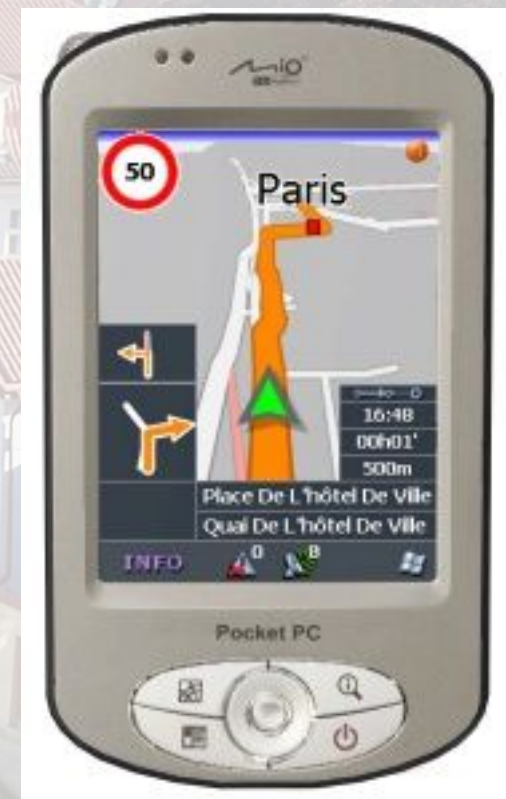 Mio
50
Paris
16:48
00h01'
500m
Place De L'hôtel De Ville
Quai De L'hôtel De Ville
INFO
0
8
Pocket PC